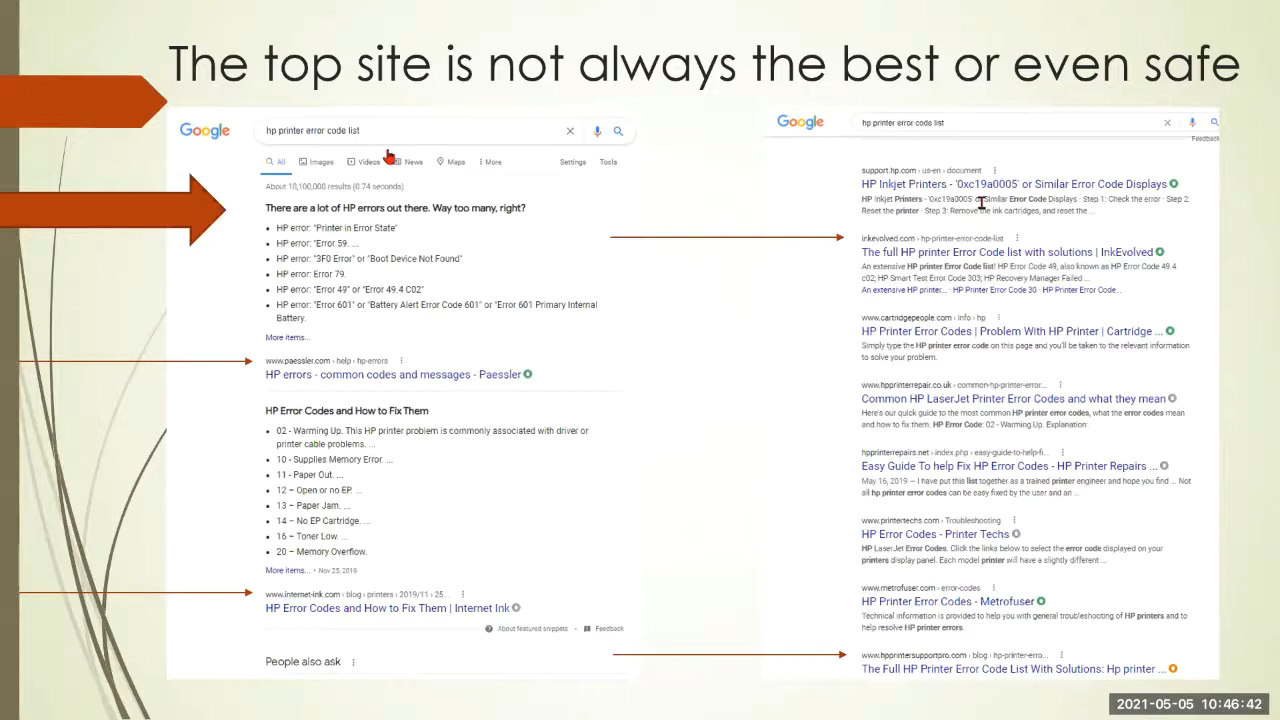 The top site is not always the best or even safe
Google
hp printer error code list
All
Images
Videos
News
Maps
More
Settings
Tools
About 10,100,000 results (0.74 seconds)
There are a lot of HP errors out there. Way too many, right?
HP error: "Printer in Error State"
HP error: "Error 59. ...
HP error: "3F0 Error" or "Boot Device Not Found"
HP error: Error 79.
HP error: "Error 49" or "Error 49.4 C02"
HP error: "Error 601" or "Battery Alert Error Code 601" or "Error 601 Primary Internal
Battery.
More items...
www.paessler.com › help › hp-errors
HP errors - common codes and messages - Paessler
HP Error Codes and How to Fix Them
02 - Warming Up. This HP printer problem is commonly associated with driver or
printer cable problems. ...
10 - Supplies Memory Error. ...
11 - Paper Out. ...
12 – Open or no EP. ...
13 – Paper Jam. ...
14 – No EP Cartridge. ...
16 – Toner Low. ...
20 – Memory Overflow.
More items... • Nov 25, 2019
www.internet-ink.com › blog › printers › 2019/11 › 25...
HP Error Codes and How to Fix Them | Internet Ink
About featured snippets • Feedback
People also ask
Google
hp printer error code list
Feedback
support.hp.com › us-en › document
HP Inkjet Printers - '0xc19a0005' or Similar Error Code Displays
HP Inkjet Printers - '0xc19a0005' or Similar Error Code Displays · Step 1: Check the error · Step 2:
Reset the printer · Step 3: Remove the ink cartridges, and reset the ...
inkevolved.com › hp-printer-error-code-list
The full HP printer Error Code list with solutions | InkEvolved
An extensive HP printer Error Code list! HP Error Code 49, also known as HP Error Code 49.4
c02; HP Smart Test Error Code 303; HP Recovery Manager Failed ...
An extensive HP printer... · HP Printer Error Code 30 · HP Printer Error Code...
www.cartridgepeople.com › info › hp
HP Printer Error Codes | Problem With HP Printer | Cartridge ...
Simply type the HP printer error code on this page and you'll be taken to the relevant information
to solve your problem.
www.hpprinterrepair.co.uk › common-hp-printer-error...
Common HP LaserJet Printer Error Codes and what they mean
Here's our quick guide to the most common HP printer error codes, what the error codes mean
and how to fix them. HP Error Code: 02 - Warming Up. Explanation:
hpprinterrepairs.net › index.php › easy-guide-to-help-fi...
Easy Guide To help Fix HP Error Codes - HP Printer Repairs ...
May 16, 2019 — I have put this list together as a trained printer engineer and hope you find ... Not
all hp printer error codes can be easy fixed by the user and an ...
www.printertechs.com › Troubleshooting
HP Error Codes - Printer Techs
HP LaserJet Error Codes. Click the links below to select the error code displayed on your
printers display panel. Each model printer will have a slightly different ...
www.metrofuser.com › error-codes
HP Printer Error Codes - Metrofuser
Technical information is provided to help you with general troubleshooting of HP printers and to
help resolve HP printer errors.
www.hpprintersupportpro.com › blog › hp-printer-erro...
The Full HP Printer Error Code List With Solutions: Hp printer ...
2021-05-05 10:46:42